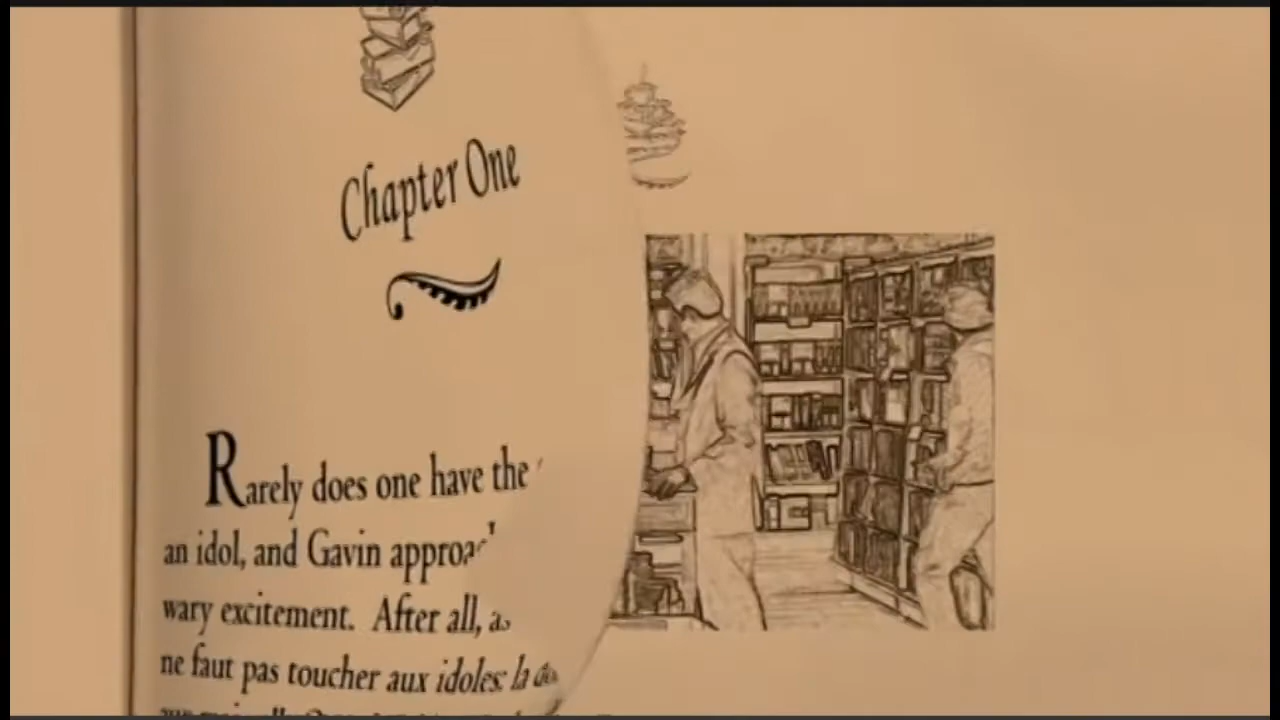 Chapter One
Rarely does one have the
an idol, and Gavin
wary excitement. After all,
ne faut pas toucher aux idoles: la